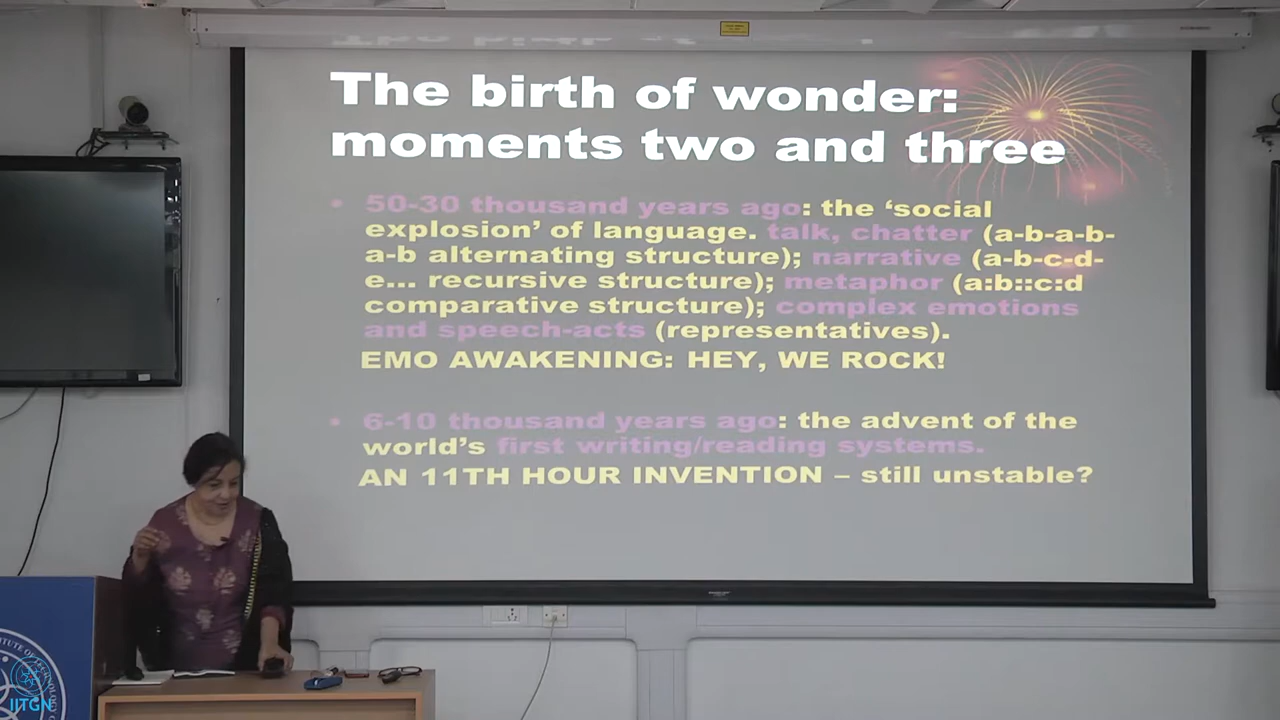 The birth of wonder:
moments two and three
• 50-30 thousand years ago: the ‘social
explosion’ of language. talk, chatter (a-b-a-b-
a-b alternating structure); narrative (a-b-c-d-
e... recursive structure); metaphor (a:b::c:d
comparative structure); complex emotions
and speech-acts (representatives).
EMO AWAKENING: HEY, WE ROCK!
• 6-10 thousand years ago: the advent of the
world’s first writing/reading systems.
AN 11TH HOUR INVENTION – still unstable?
IITGN